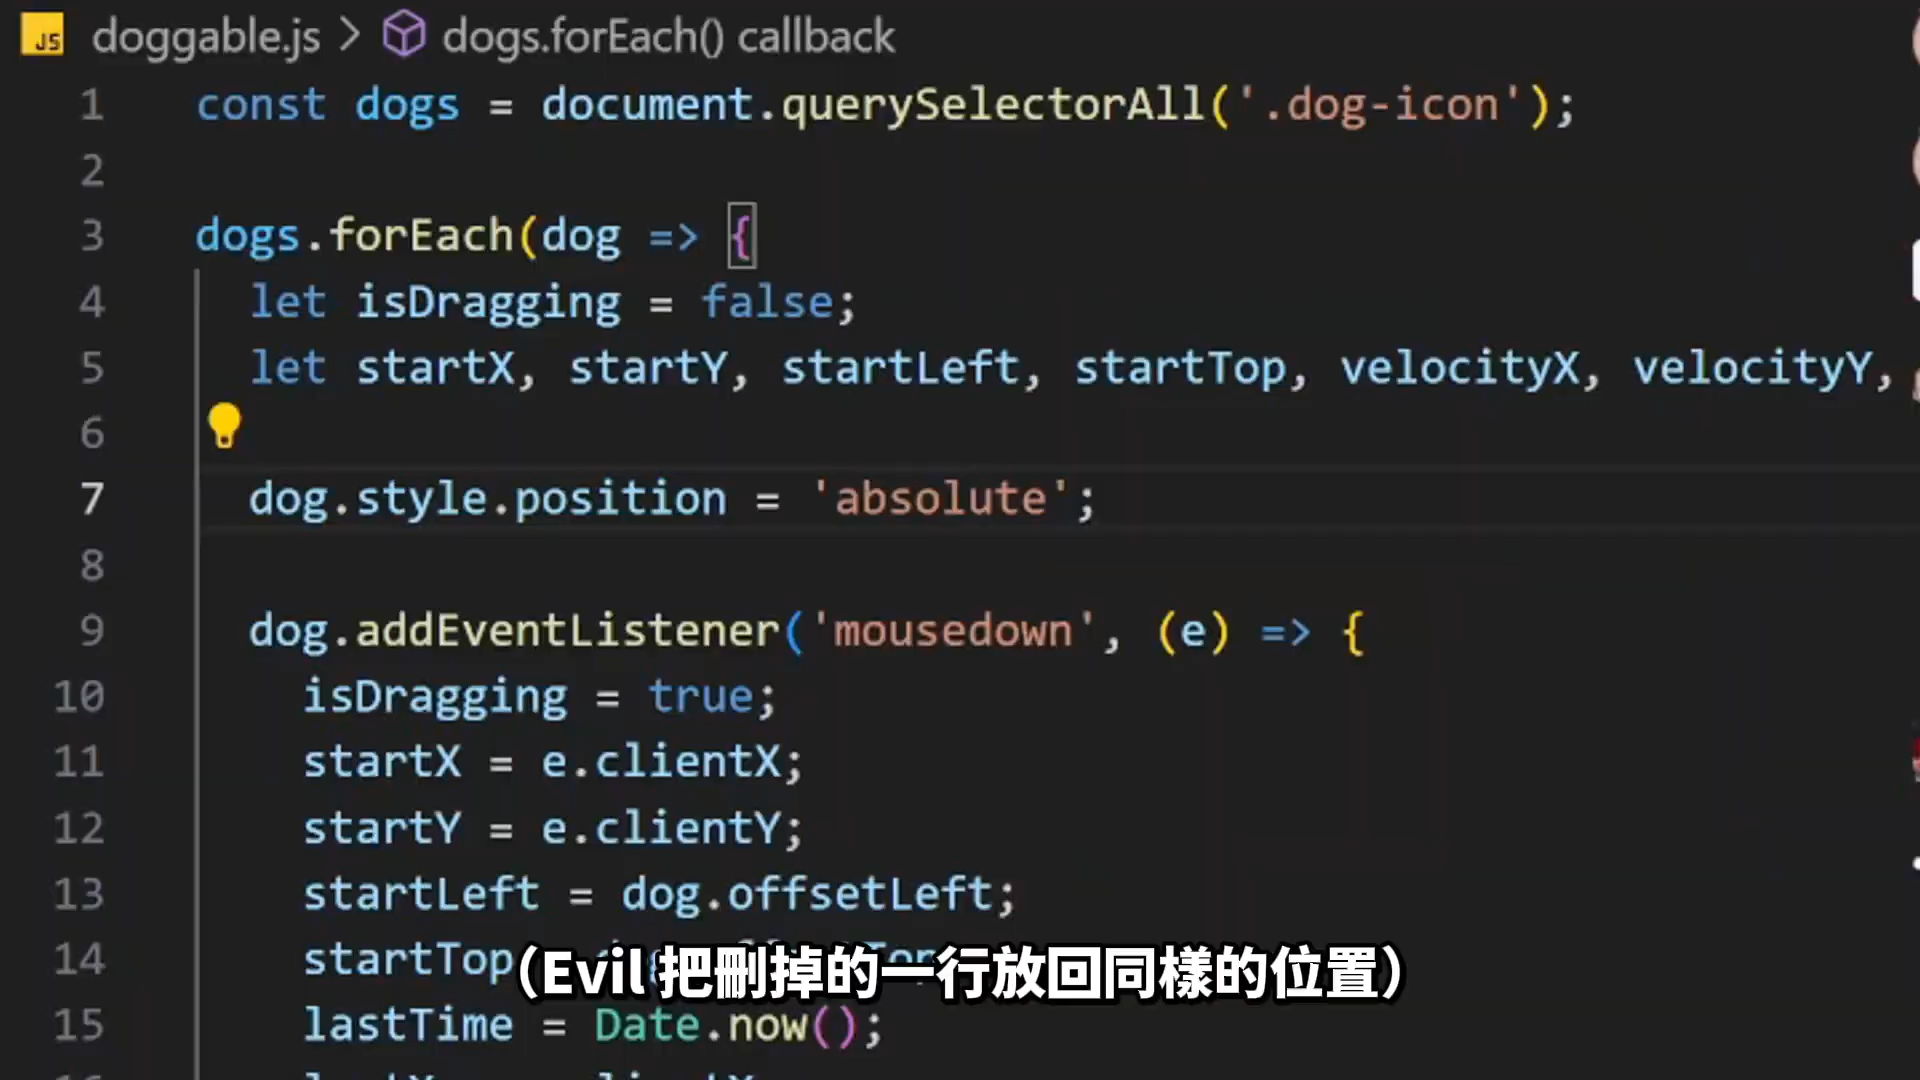 JS doggable.js > dogs.forEach() callback
1 const dogs = document.querySelectorAll('.dog-icon');
2
3 dogs.forEach(dog => {
4 let isDragging = false;
5 let startX, startY, startLeft, startTop, velocityX, velocityY,
6
7 dog.style.position = 'absolute';
8
9 dog.addEventListener('mousedown', (e) => {
10 isDragging = true;
11 startX = e.clientX;
12 startY = e.clientY;
13 startLeft = dog.offsetLeft;
14 startTop
(Evil 把刪掉的一行放回同樣的位置)
15 lastTime = Date.now();